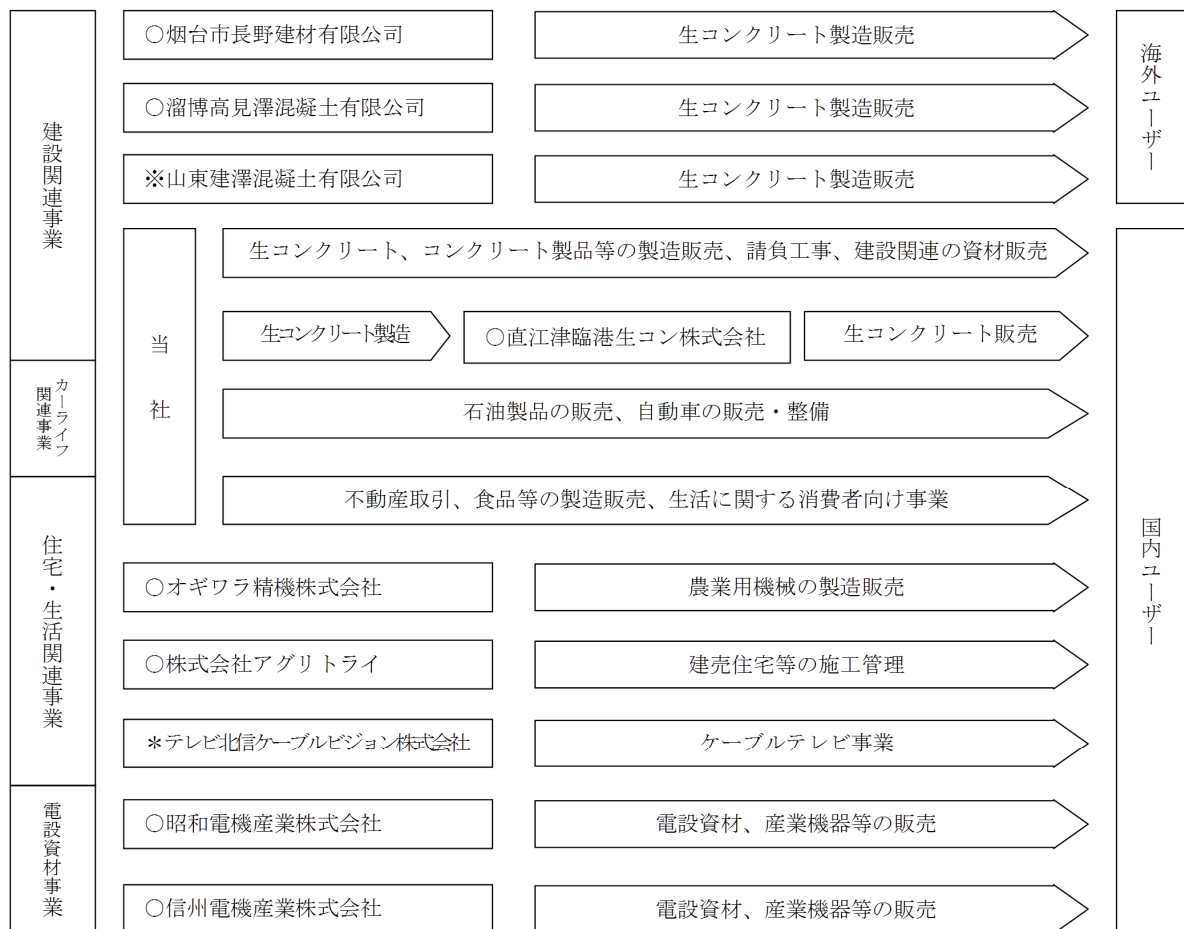 建設関連事業
○烟台市長野建材有限公司
生コンクリート製造販売
海外ユーザー
○溜博高見澤混凝土有限公司
生コンクリート製造販売
※山東建澤混凝土有限公司
生コンクリート製造販売
当社
生コンクリート、コンクリート製品等の製造販売、請負工事、建設関連の資材販売
国内ユーザー
生コンクリート製造
○直江津臨港生コン株式会社
生コンクリート販売
カーライフ
関連事業
石油製品の販売、自動車の販売・整備
住宅・生活関連事業
不動産取引、食品等の製造販売、生活に関する消費者向け事業
○オギワラ精機株式会社
農業用機械の製造販売
○株式会社アグリトライ
建売住宅等の施工管理
＊テレビ北信ケーブルビジョン株式会社
ケーブルテレビ事業
電設資材事業
○昭和電機産業株式会社
電設資材、産業機器等の販売
○信州電機産業株式会社
電設資材、産業機器等の販売